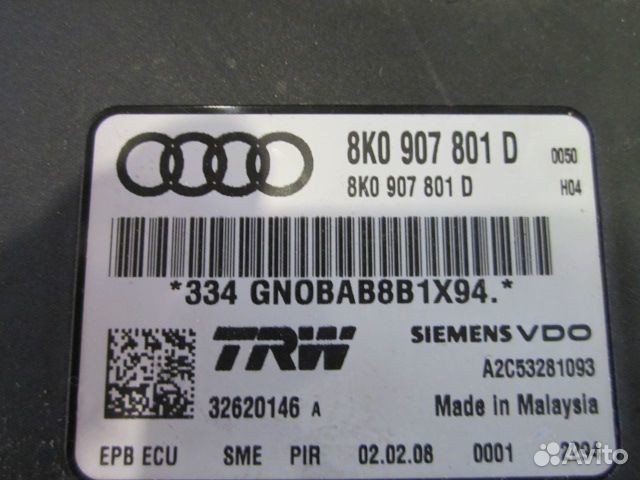 8K0 907 801 D 0050
8K0 907 801 D H04
*334 GNOBAB8B1X94.*
TRW SIEMENS VDO
A2C53281093
32620146 A Made in Malaysia
EPB ECU SME PIR 02.02.08 0001
Avito